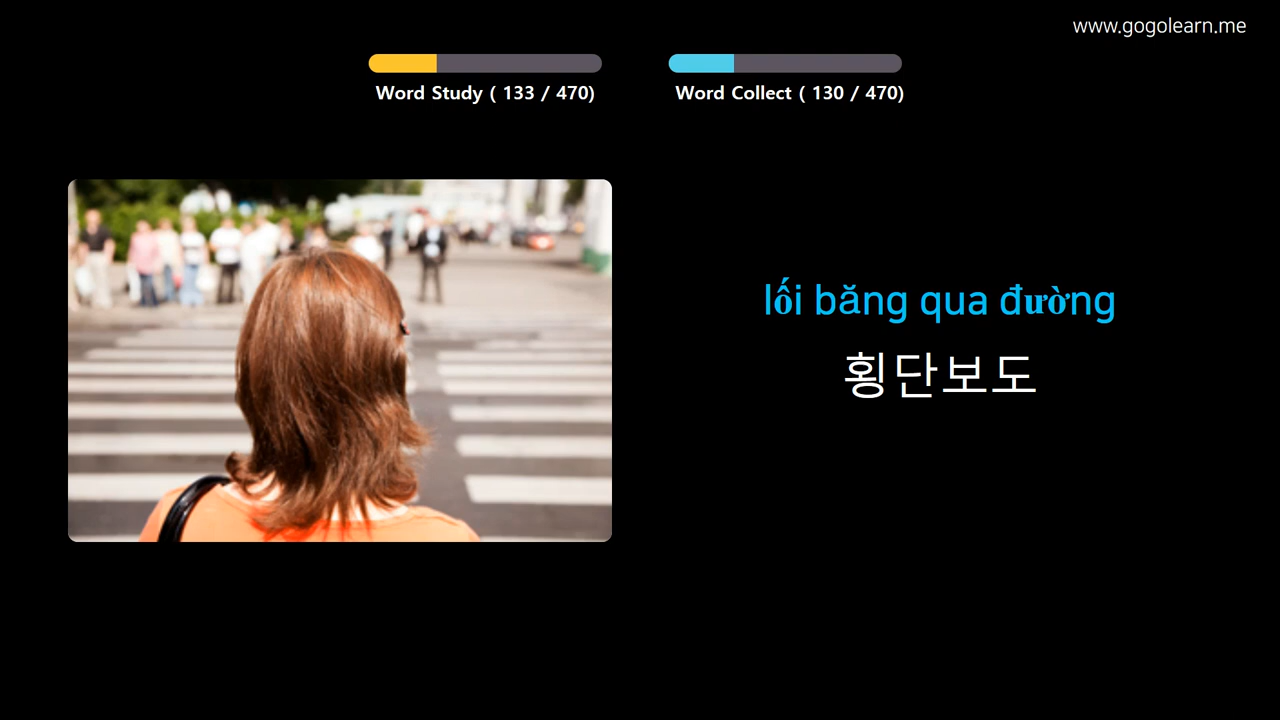 www.gogolearn.me
Word Study ( 133 / 470)
Word Collect ( 130 / 470)
lối băng qua đường
횡단보도